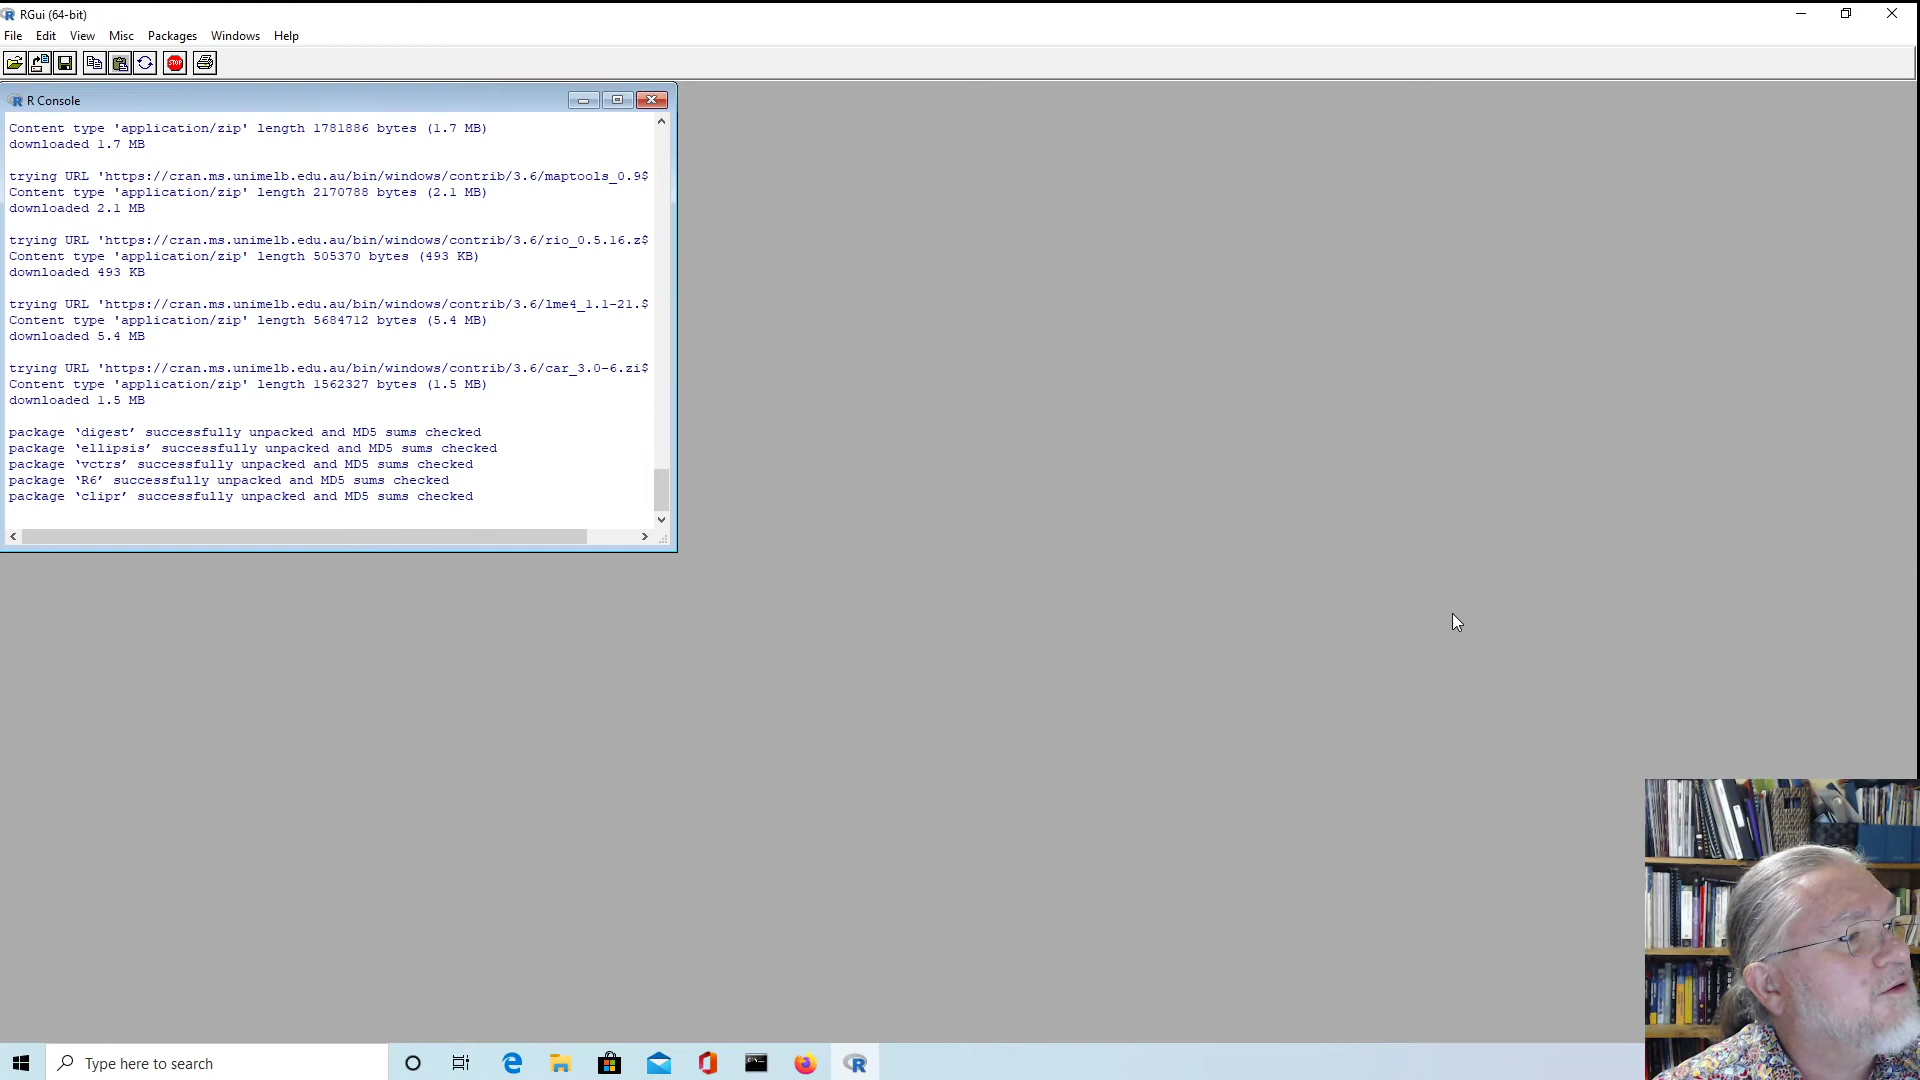 RGui (64-bit)
File Edit View Misc Packages Windows Help
STOP
R Console
Content type 'application/zip' length 1781886 bytes (1.7 MB)
downloaded 1.7 MB
trying URL 'https://cran.ms.unimelb.edu.au/bin/windows/contrib/3.6/maptools_0.9$
Content type 'application/zip' length 2170788 bytes (2.1 MB)
downloaded 2.1 MB
trying URL 'https://cran.ms.unimelb.edu.au/bin/windows/contrib/3.6/rio_0.5.16.z$
Content type 'application/zip' length 505370 bytes (493 KB)
downloaded 493 KB
trying URL 'https://cran.ms.unimelb.edu.au/bin/windows/contrib/3.6/lme4_1.1-21.$
Content type 'application/zip' length 5684712 bytes (5.4 MB)
downloaded 5.4 MB
trying URL 'https://cran.ms.unimelb.edu.au/bin/windows/contrib/3.6/car_3.0-6.zi$
Content type 'application/zip' length 1562327 bytes (1.5 MB)
downloaded 1.5 MB
package ‘digest’ successfully unpacked and MD5 sums checked
package ‘ellipsis’ successfully unpacked and MD5 sums checked
package ‘vctrs’ successfully unpacked and MD5 sums checked
package ‘R6’ successfully unpacked and MD5 sums checked
package ‘clipr’ successfully unpacked and MD5 sums checked
Type here to search